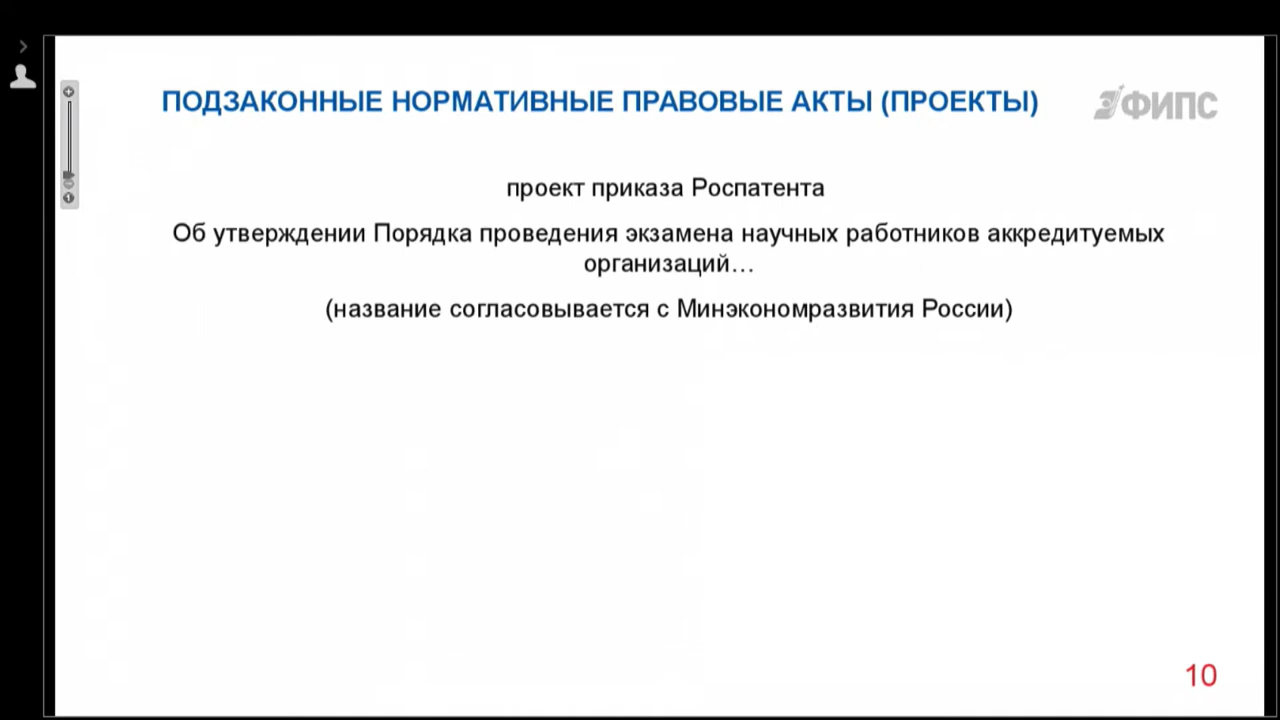 ПОДЗАКОННЫЕ НОРМАТИВНЫЕ ПРАВОВЫЕ АКТЫ (ПРОЕКТЫ)
ФИПС
проект приказа Роспатента
Об утверждении Порядка проведения экзамена научных работников аккредитуемых
организаций…
(название согласовывается с Минэкономразвития России)
10